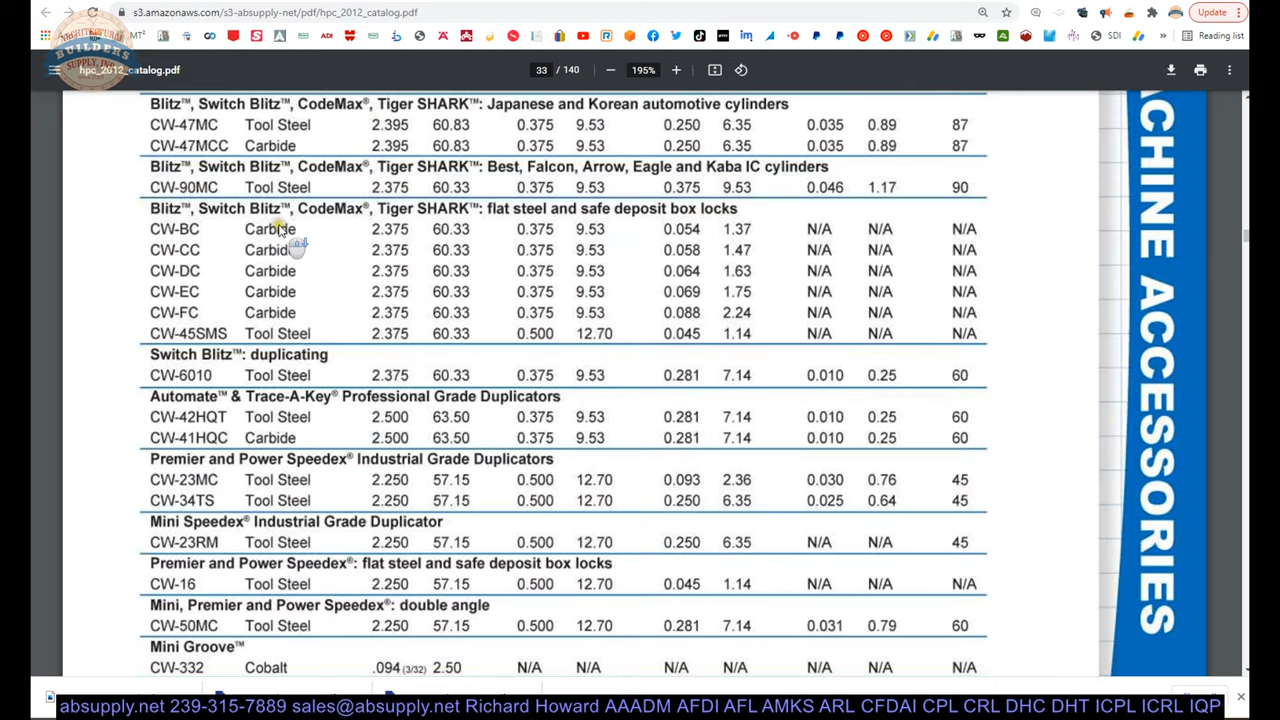 s3.amazonaws.com/s3-absupply-net/pdf/hpc_2012_catalog.pdf
Update
MT²
ADI
SDI
Reading list
ARCHITECTURAL
BUILDERS
SUPPLY, INC
hpc_2012_catalog.pdf
33 / 140
195%
Blitz™, Switch Blitz™, CodeMax®, Tiger SHARK™: Japanese and Korean automotive cylinders
CW-47MC Tool Steel 2.395 60.83 0.375 9.53 0.250 6.35 0.035 0.89 87
CW-47MCC Carbide 2.395 60.83 0.375 9.53 0.250 6.35 0.035 0.89 87
Blitz™, Switch Blitz™, CodeMax®, Tiger SHARK™: Best, Falcon, Arrow, Eagle and Kaba IC cylinders
CW-90MC Tool Steel 2.375 60.33 0.375 9.53 0.375 9.53 0.046 1.17 90
Blitz™, Switch Blitz™, CodeMax®, Tiger SHARK™: flat steel and safe deposit box locks
CW-BC Carbide 2.375 60.33 0.375 9.53 0.054 1.37 N/A N/A N/A
CW-CC Carbide 2.375 60.33 0.375 9.53 0.058 1.47 N/A N/A N/A
CW-DC Carbide 2.375 60.33 0.375 9.53 0.064 1.63 N/A N/A N/A
CW-EC Carbide 2.375 60.33 0.375 9.53 0.069 1.75 N/A N/A N/A
CW-FC Carbide 2.375 60.33 0.375 9.53 0.088 2.24 N/A N/A N/A
CW-45SMS Tool Steel 2.375 60.33 0.500 12.70 0.045 1.14 N/A N/A N/A
Switch Blitz™: duplicating
CW-6010 Tool Steel 2.375 60.33 0.375 9.53 0.281 7.14 0.010 0.25 60
Automate™ & Trace-A-Key® Professional Grade Duplicators
CW-42HQT Tool Steel 2.500 63.50 0.375 9.53 0.281 7.14 0.010 0.25 60
CW-41HQC Carbide 2.500 63.50 0.375 9.53 0.281 7.14 0.010 0.25 60
Premier and Power Speedex® Industrial Grade Duplicators
CW-23MC Tool Steel 2.250 57.15 0.500 12.70 0.093 2.36 0.030 0.76 45
CW-34TS Tool Steel 2.250 57.15 0.500 12.70 0.250 6.35 0.025 0.64 45
Mini Speedex® Industrial Grade Duplicator
CW-23RM Tool Steel 2.250 57.15 0.500 12.70 0.250 6.35 N/A N/A 45
Premier and Power Speedex®: flat steel and safe deposit box locks
CW-16 Tool Steel 2.250 57.15 0.500 12.70 0.045 1.14 N/A N/A N/A
Mini, Premier and Power Speedex®: double angle
CW-50MC Tool Steel 2.250 57.15 0.500 12.70 0.281 7.14 0.031 0.79 60
Mini Groove™
CW-332 Cobalt .094 (3/32) 2.50 N/A N/A N/A N/A N/A N/A N/A
ACHINE ACCESSORIES
absupply.net 239-315-7889 sales@absupply.net Richard Howard AAADM AFDI AFL AMKS ARL CFDAI CPL CRL DHC DHT ICPL ICRL IQP